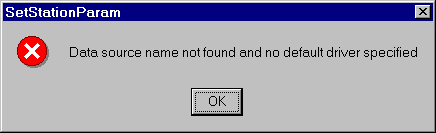 SetStationParam
Data source name not found and no default driver specified
OK